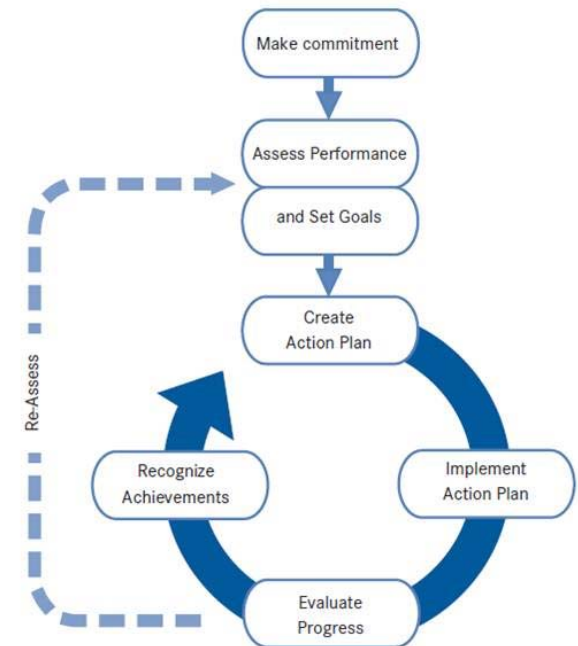 Make commitment
Assess Performance
and Set Goals
Create
Action Plan
Re-Assess
Recognize
Achievements
Implement
Action Plan
Evaluate
Progress